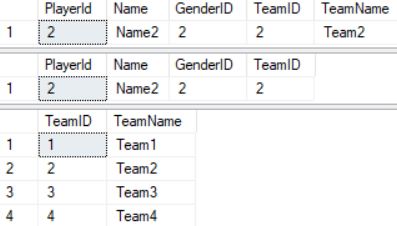 PlayerId Name GenderID TeamID TeamName
1 2 Name2 2 2 Team2
PlayerId Name GenderID TeamID
1 2 Name2 2 2
TeamID TeamName
1 1 Team1
2 2 Team2
3 3 Team3
4 4 Team4